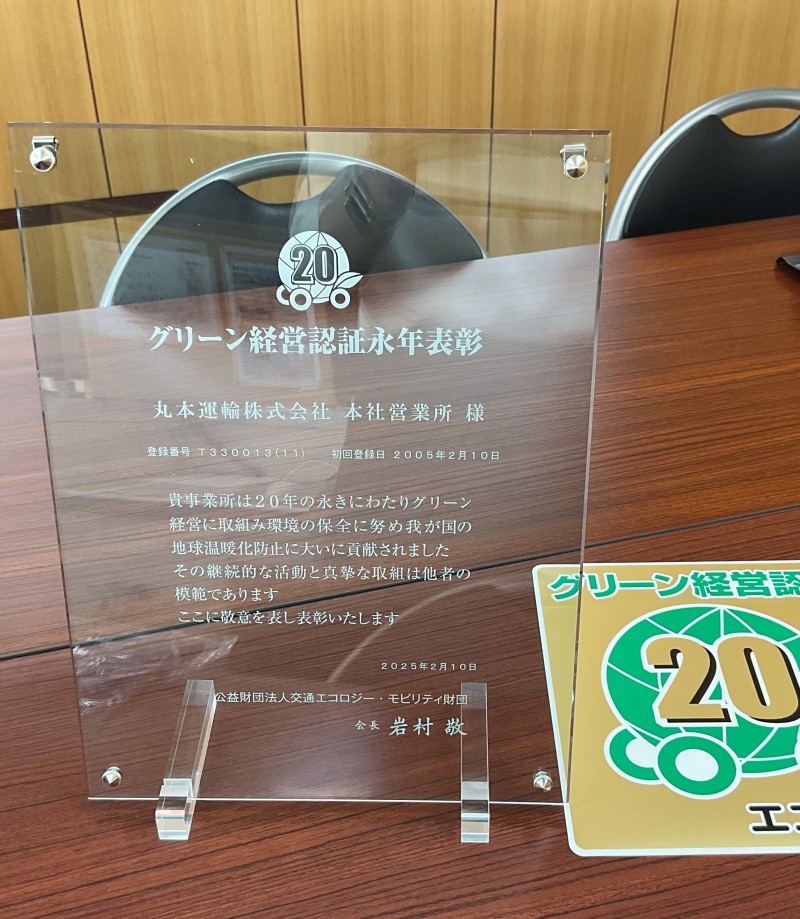 20
グリーン経営認証永年表彰
丸本運輸株式会社 本社営業所 様
登録番号 T330013(11) 初回登録日 2005年2月10日
貴事業所は20年の永きにわたりグリーン
経営に取組み環境の保全に努め我が国の
地球温暖化防止に大いに貢献されました
その継続的な活動と真摯な取組は他者の
模範であります
ここに敬意を表し表彰いたします
2025年2月10日
公益財団法人交通エコロジー・モビリティ財団
会長 岩村 敬
グリーン経営認
20
エコ